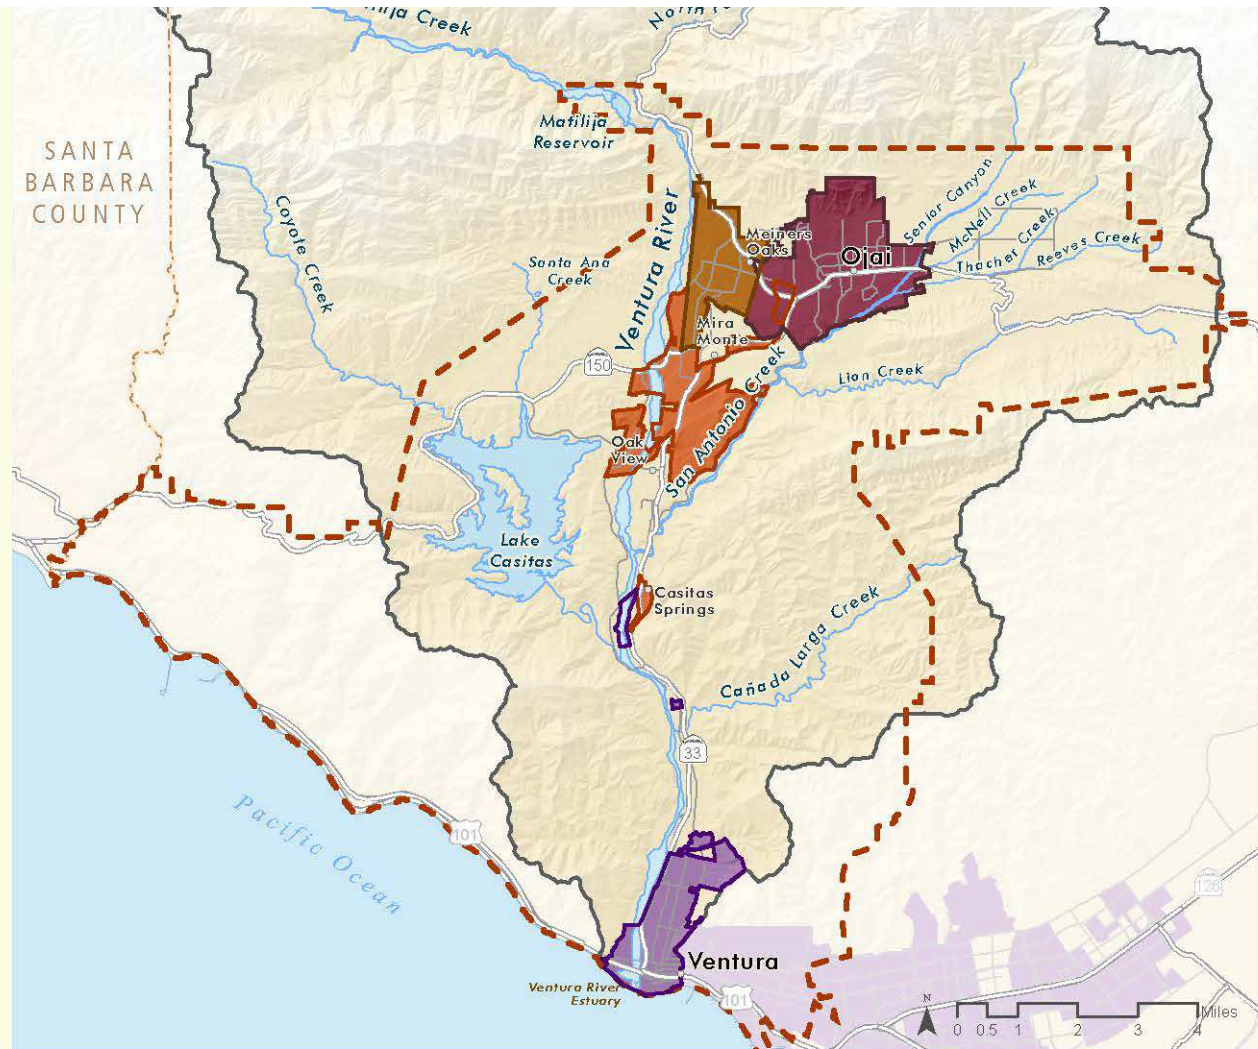 Creek
North
SANTA
BARBARA
COUNTY
Matilija
Reservoir
Coyote Creek
Santa Ana
Creek
Ventura River
Meiners
Oaks
Ojai
Senior Canyon
McNell Creek
Thacher Creek
Reeves Creek
Mira
Monte
150
Lion Creek
San Antonio Creek
Oak
View
Lake
Casitas
Casitas
Springs
Cañada Larga Creek
33
Pacific Ocean
101
126
Ventura
Ventura River
Estuary
101
N
Miles
0 0.5 1 2 3 4